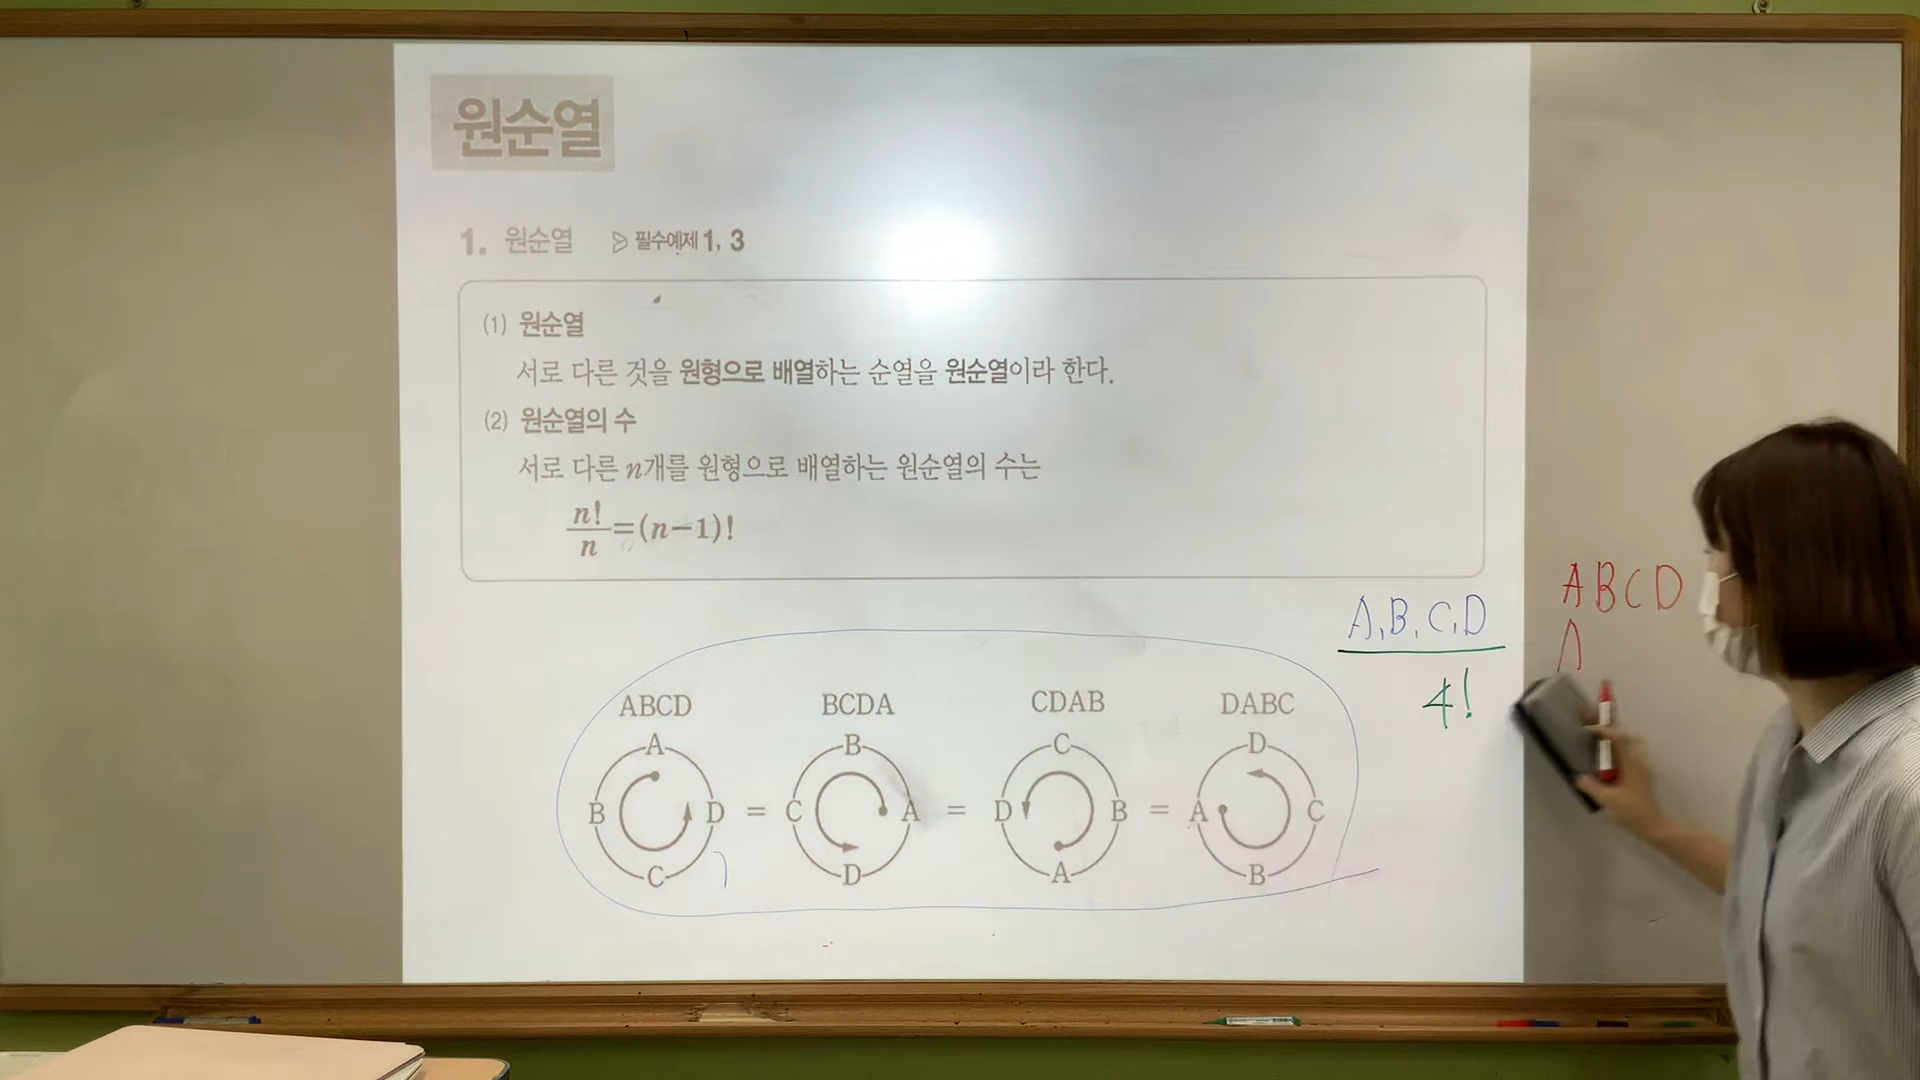 원순열
1. 원순열 ▷ 필수예제 1, 3
(1) 원순열
서로 다른 것을 원형으로 배열하는 순열을 원순열이라 한다.
(2) 원순열의 수
서로 다른 n개를 원형으로 배열하는 원순열의 수는
n!/n=(n-1)!
A, B, C, D
4!
A B C D
ABCD BCDA CDAB DABC
A B C D
B D = C A = D B = A C
C D A B